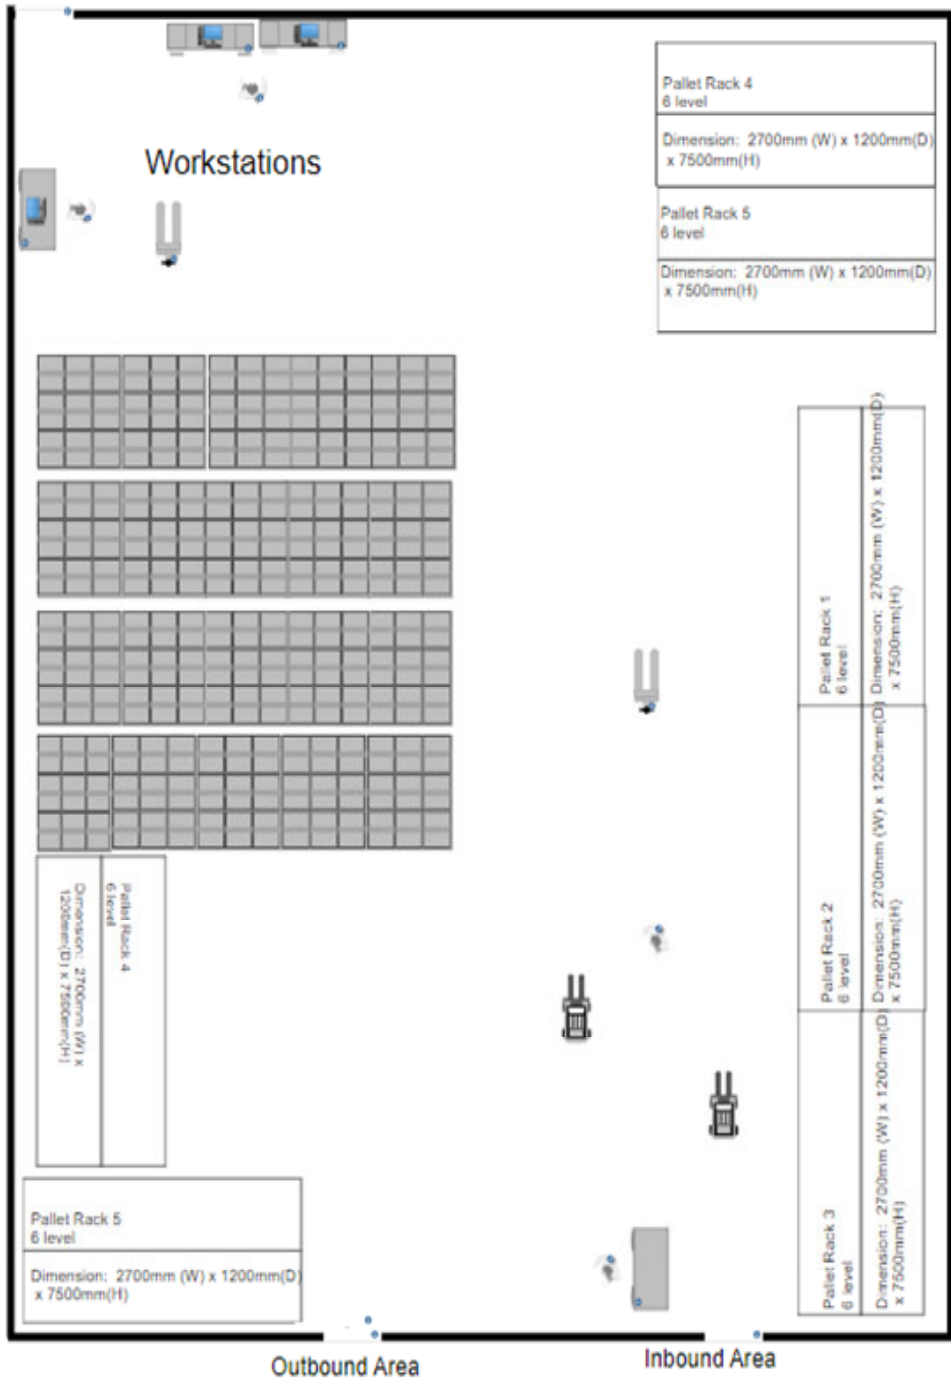 Pallet Rack 4
6 level
Dimension: 2700mm (W) x 1200mm(D)
x 7500mm(H)
Pallet Rack 5
6 level
Dimension: 2700mm (W) x 1200mm(D)
x 7500mm(H)
Workstations
Pallet Rack 1
6 level
Dimension: 2700mm (W) x 1200mm(D)
x 7500mm(H)
Pallet Rack 2
6 level
Dimension: 2700mm (W) x 1200mm(D)
x 7500mm(H)
Pallet Rack 3
6 level
Dimension: 2700mm (W) x 1200mm(D)
x 7500mm(H)
Pallet Rack 4
6 level
Dimension: 2700mm (W) x
1200mm(D) x 7500mm(H)
Pallet Rack 5
6 level
Dimension: 2700mm (W) x 1200mm(D)
x 7500mm(H)
Outbound Area
Inbound Area